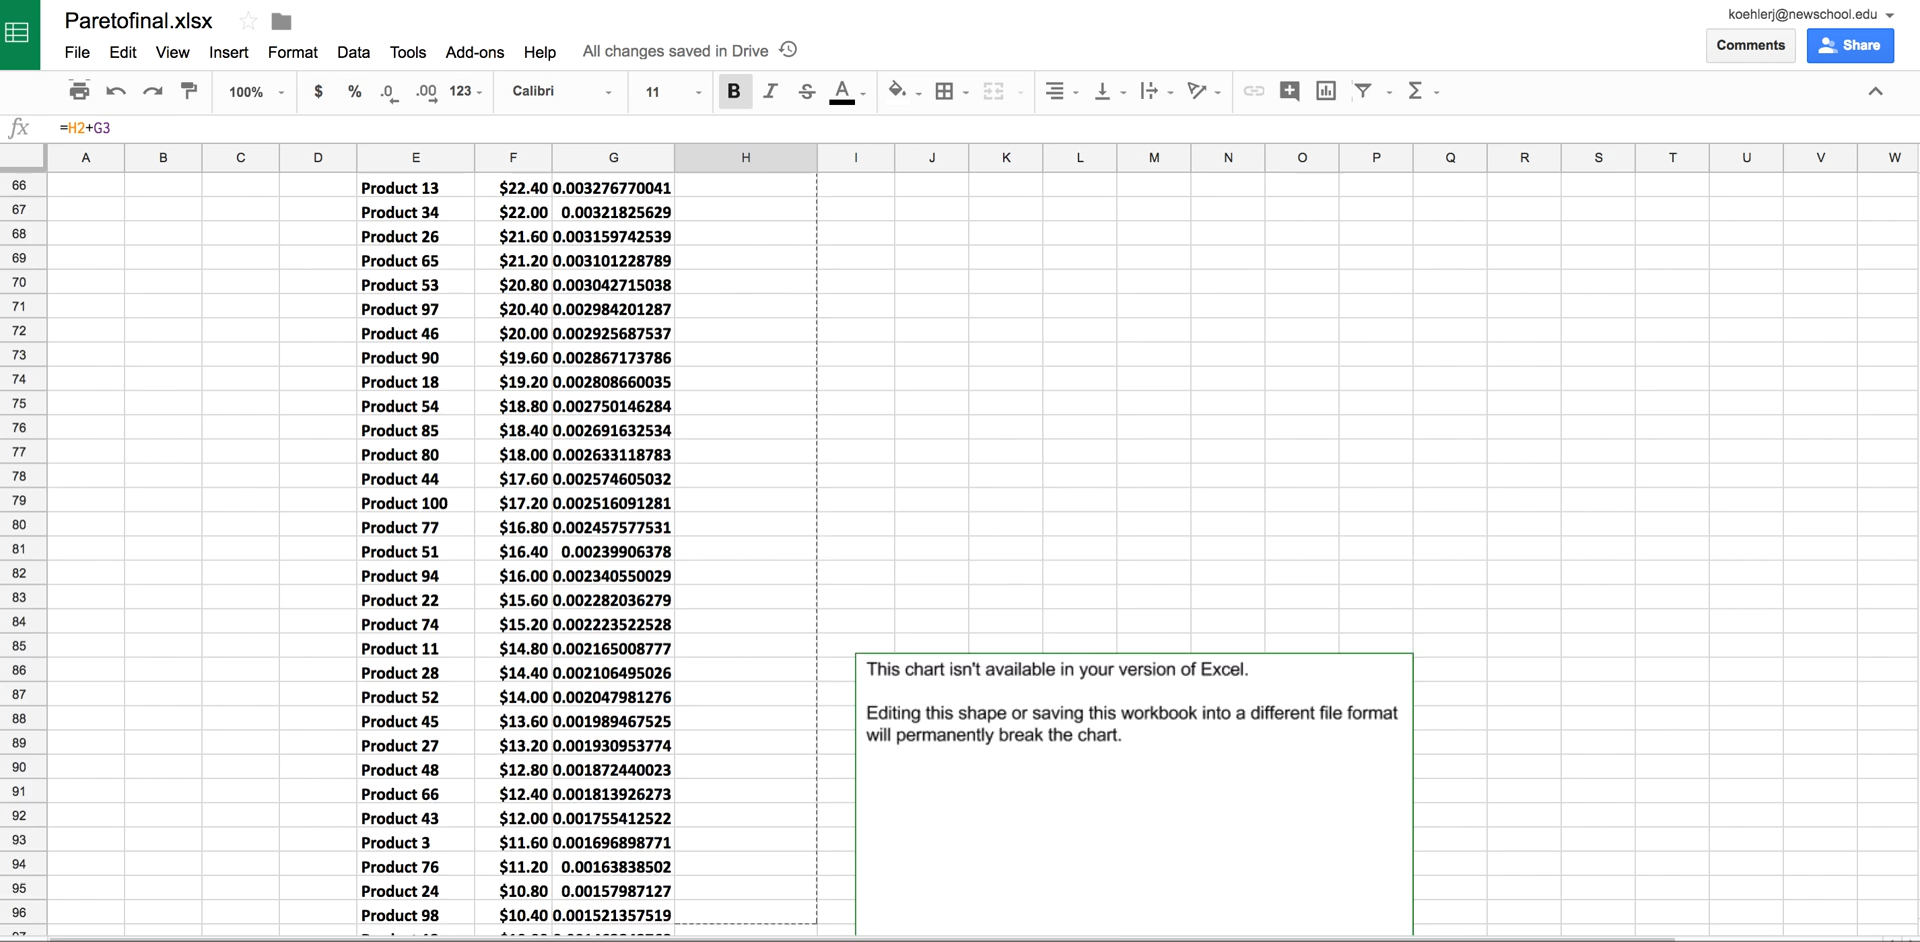 Paretofinal.xlsx
koehlerj@newschool.edu
File Edit View Insert Format Data Tools Add-ons Help All changes saved in Drive
Comments Share
100% $ % .0 .00 123 Calibri 11 B I S A Σ
fx =H2+G3
A B C D E F G H I J K L M N O P Q R S T U V W
66 Product 13 $22.40 0.003276770041
67 Product 34 $22.00 0.00321825629
68 Product 26 $21.60 0.003159742539
69 Product 65 $21.20 0.003101228789
70 Product 53 $20.80 0.003042715038
71 Product 97 $20.40 0.002984201287
72 Product 46 $20.00 0.002925687537
73 Product 90 $19.60 0.002867173786
74 Product 18 $19.20 0.002808660035
75 Product 54 $18.80 0.002750146284
76 Product 85 $18.40 0.002691632534
77 Product 80 $18.00 0.002633118783
78 Product 44 $17.60 0.002574605032
79 Product 100 $17.20 0.002516091281
80 Product 77 $16.80 0.002457577531
81 Product 51 $16.40 0.00239906378
82 Product 94 $16.00 0.002340550029
83 Product 22 $15.60 0.002282036279
84 Product 74 $15.20 0.002223522528
85 Product 11 $14.80 0.002165008777
86 Product 28 $14.40 0.002106495026
87 Product 52 $14.00 0.002047981276
88 Product 45 $13.60 0.001989467525
89 Product 27 $13.20 0.001930953774
90 Product 48 $12.80 0.001872440023
91 Product 66 $12.40 0.001813926273
92 Product 43 $12.00 0.001755412522
93 Product 3 $11.60 0.001696898771
94 Product 76 $11.20 0.00163838502
95 Product 24 $10.80 0.00157987127
96 Product 98 $10.40 0.001521357519
This chart isn't available in your version of Excel.
Editing this shape or saving this workbook into a different file format
will permanently break the chart.